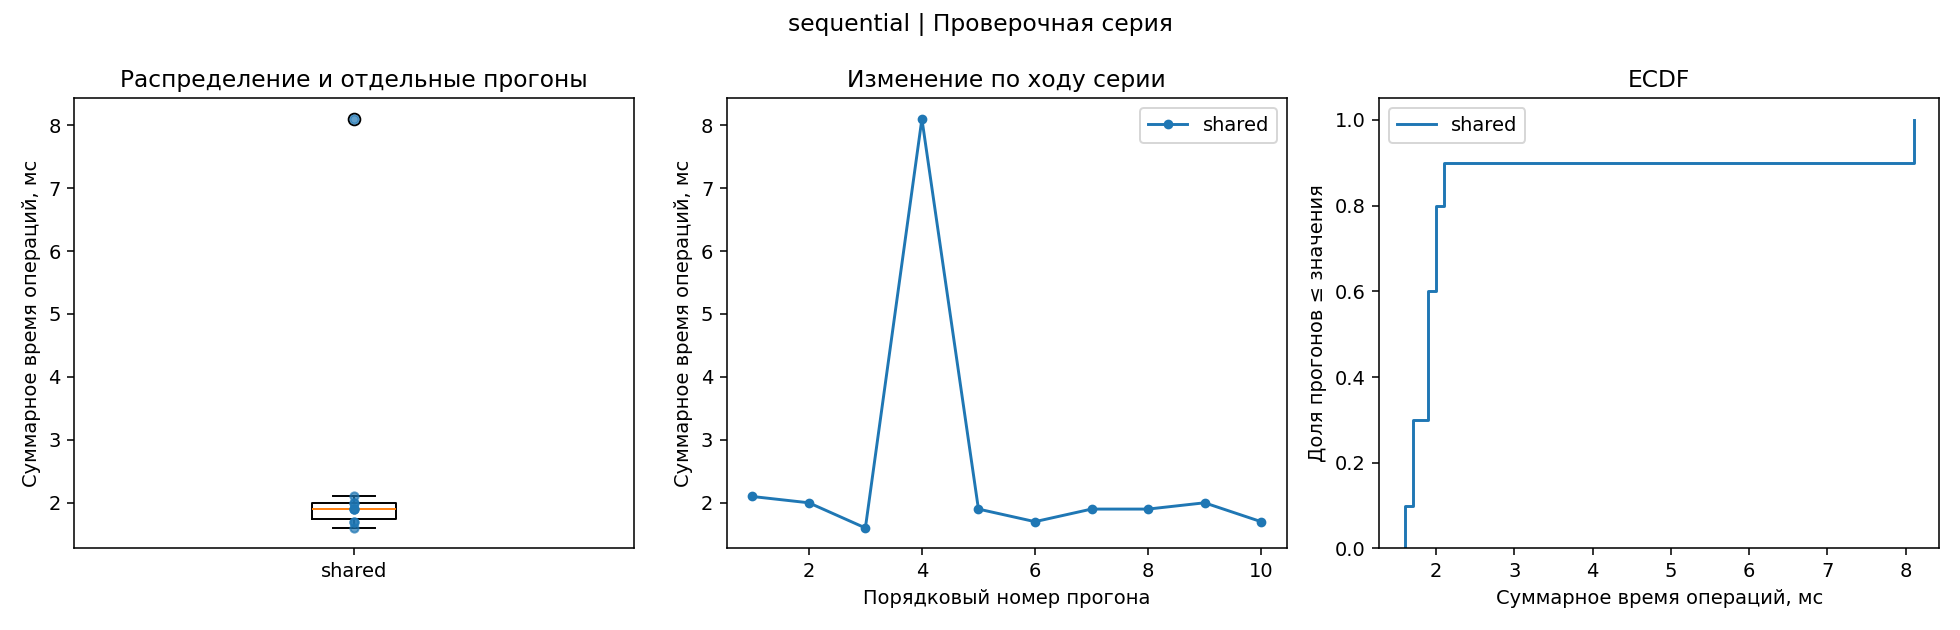 sequential | Проверочная серия
Распределение и отдельные прогоны
Суммарное время операций, мс
8
7
6
5
4
3
2
shared
Изменение по ходу серии
Суммарное время операций, мс
8
7
6
5
4
3
2
shared
2
4
6
8
10
Порядковый номер прогона
ECDF
Доля прогонов ≤ значения
1.0
0.8
0.6
0.4
0.2
0.0
shared
2
3
4
5
6
7
8
Суммарное время операций, мс